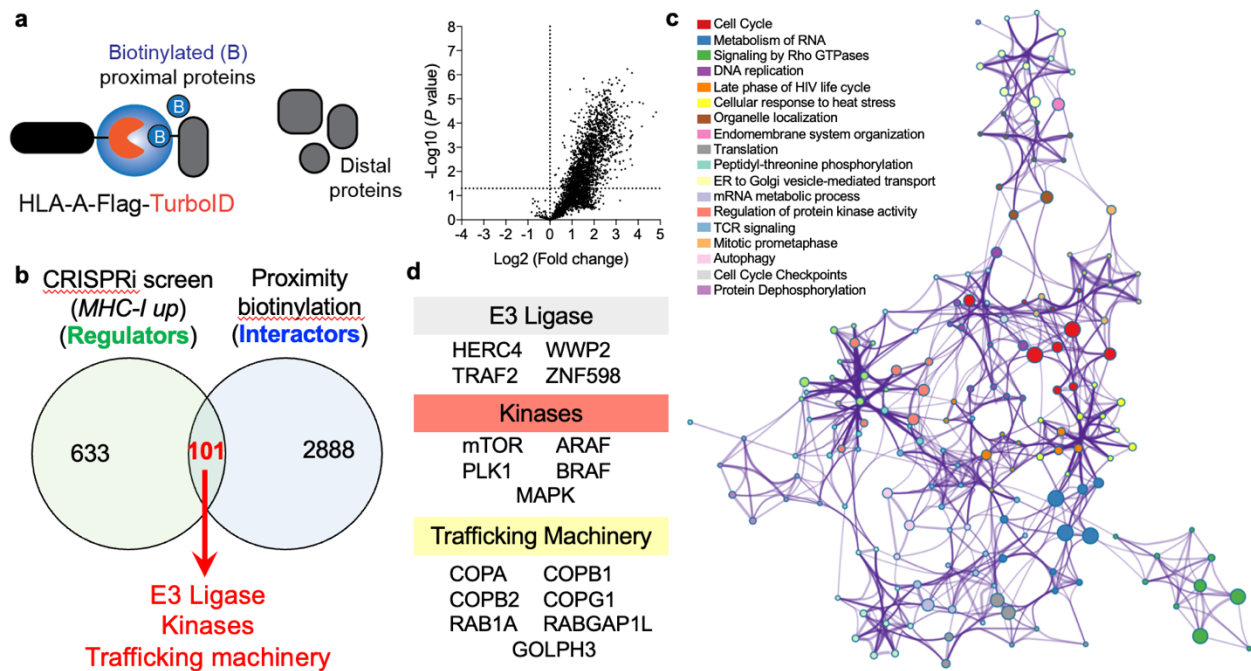 a
Biotinylated (B)
proximal proteins
B
B
HLA-A-Flag-TurboID
Distal
proteins
-Log10 (P value)
8
7
6
5
4
3
2
1
0
-4 -3 -2 -1 0 1 2 3 4 5
Log2 (Fold change)
b
CRISPRi screen
(MHC-I up)
(Regulators)
Proximity
biotinylation
(Interactors)
633
101
2888
E3 Ligase
Kinases
Trafficking machinery
d
E3 Ligase
HERC4 WWP2
TRAF2 ZNF598
Kinases
mTOR ARAF
PLK1 BRAF
MAPK
Trafficking Machinery
COPA COPB1
COPB2 COPG1
RAB1A RABGAP1L
GOLPH3
c
Cell Cycle
Metabolism of RNA
Signaling by Rho GTPases
DNA replication
Late phase of HIV life cycle
Cellular response to heat stress
Organelle localization
Endomembrane system organization
Translation
Peptidyl-threonine phosphorylation
ER to Golgi vesicle-mediated transport
mRNA metabolic process
Regulation of protein kinase activity
TCR signaling
Mitotic prometaphase
Autophagy
Cell Cycle Checkpoints
Protein Dephosphorylation